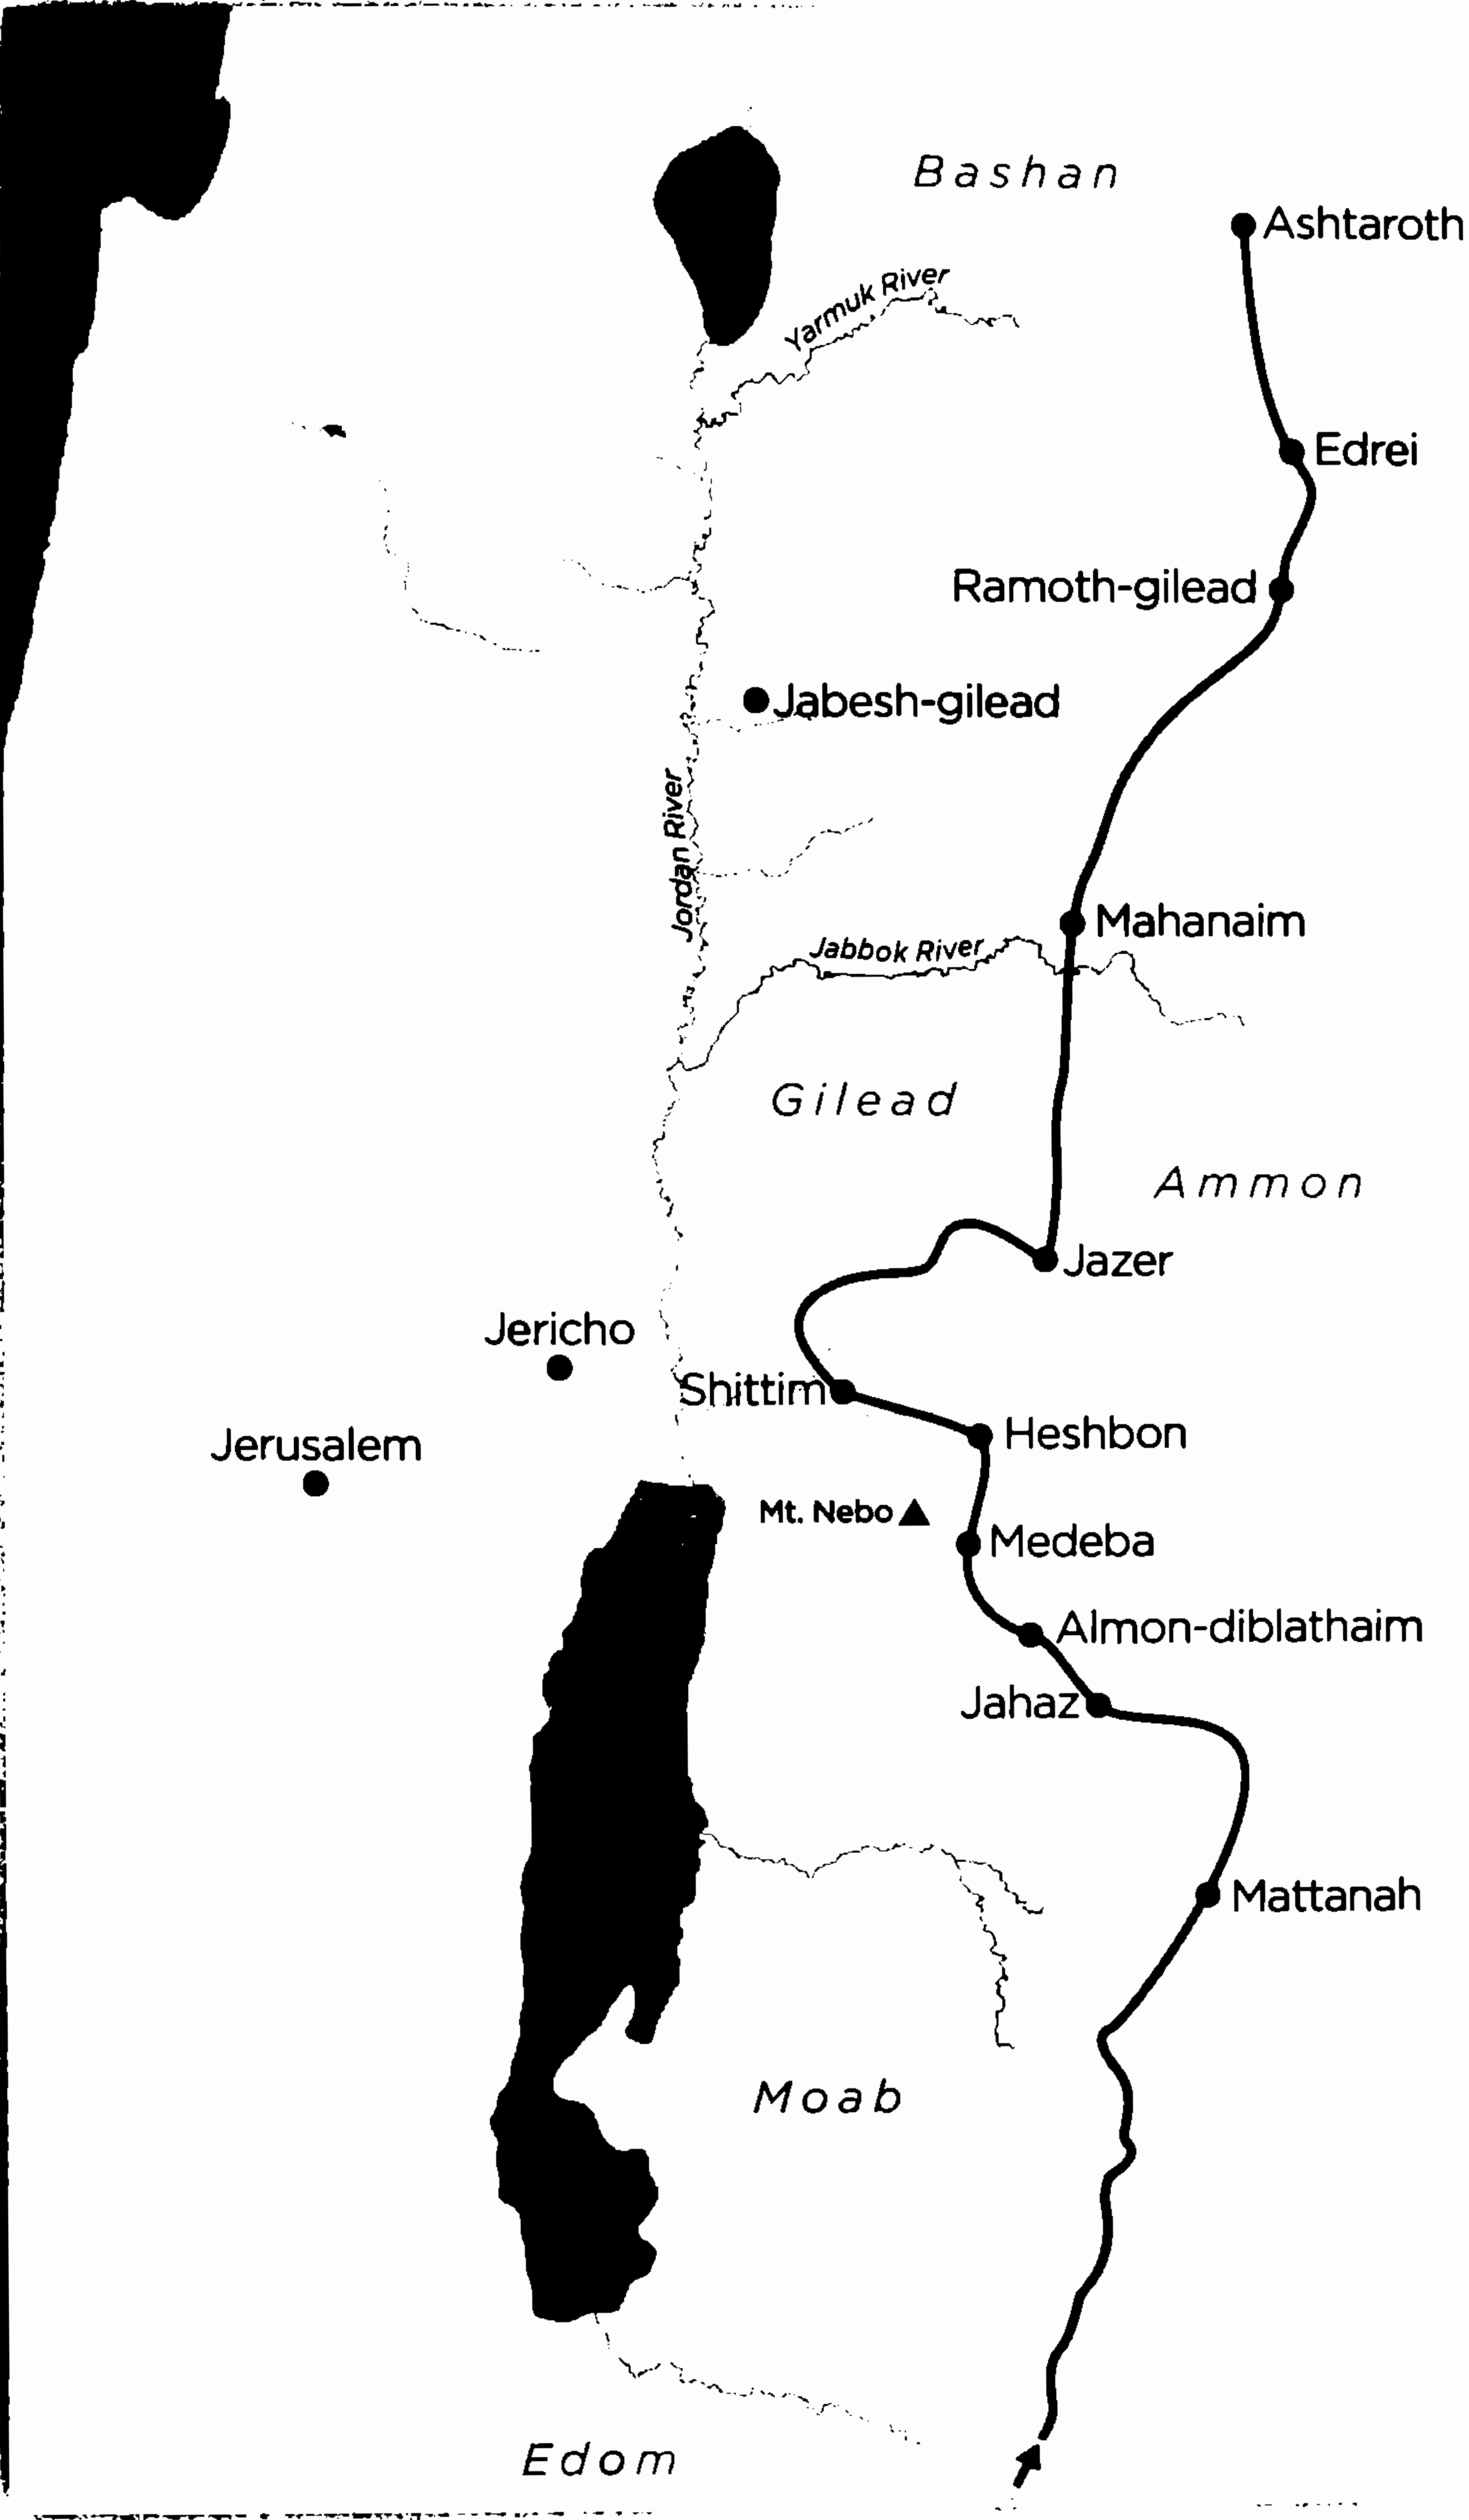 Bashan
Ashtaroth
Yarmuk River
Edrei
Ramoth-gilead
Jabesh-gilead
Jordan River
Mahanaim
Jabbok River
Gilead
Ammon
Jazer
Jericho
Shittim
Heshbon
Jerusalem
Mt. Nebo
Medeba
Almon-diblathaim
Jahaz
Mattanah
Moab
Edom